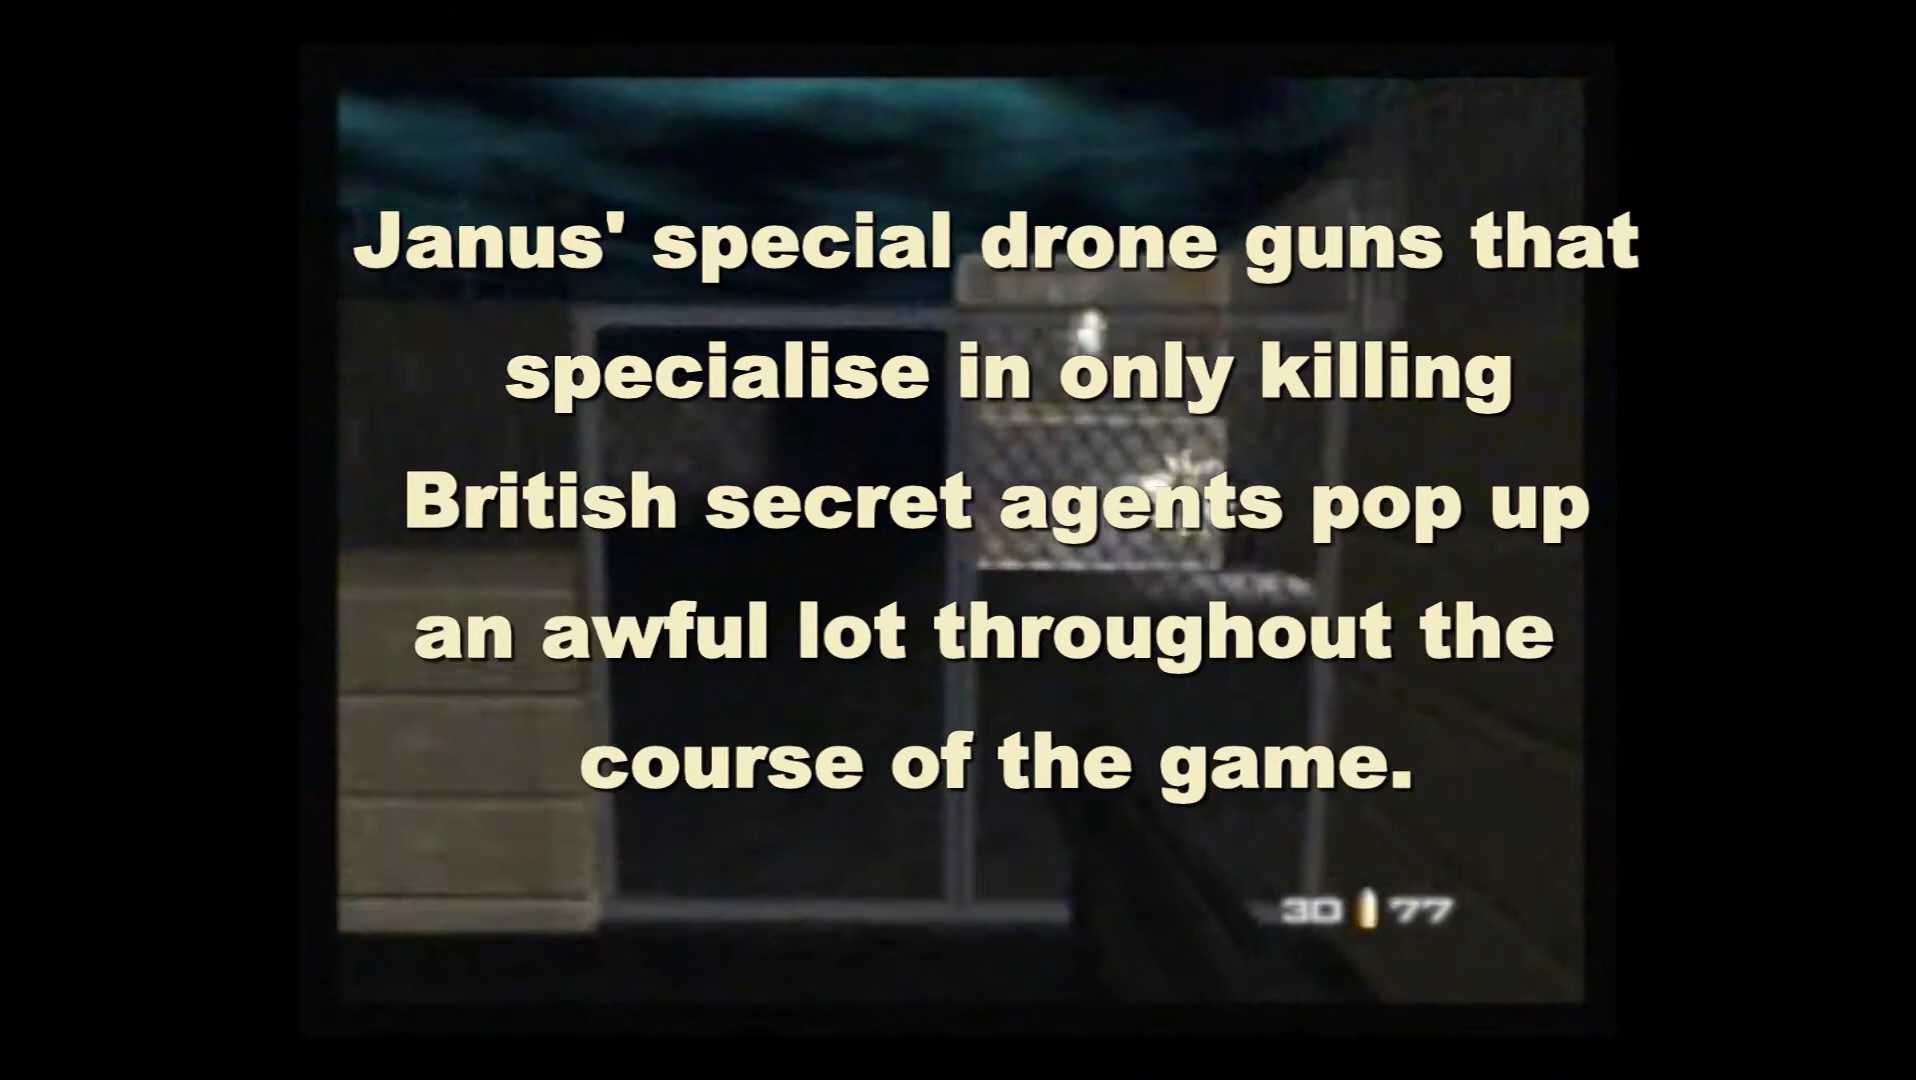 Janus' special drone guns that
specialise in only killing
British secret agents pop up
an awful lot throughout the
course of the game.
30 77